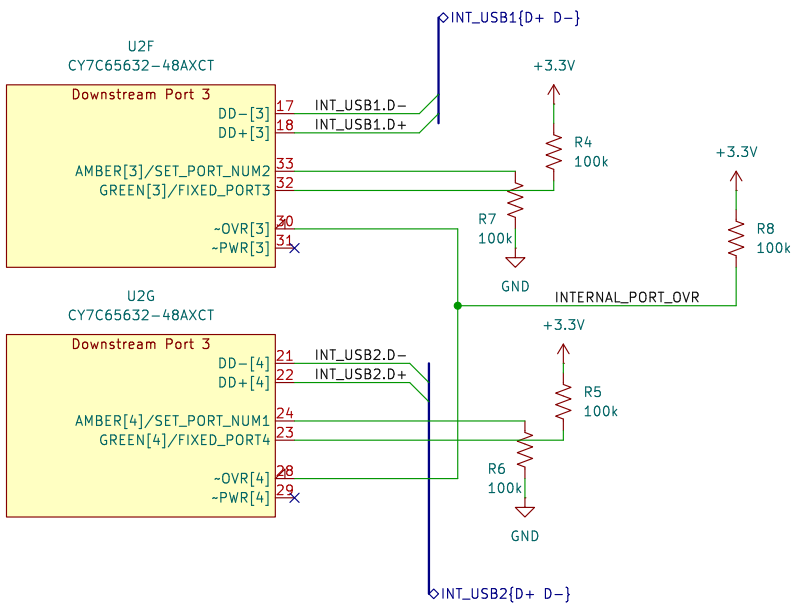 INT_USB1{D+ D-}
U2F
CY7C65632-48AXCT
+3.3V
Downstream Port 3
DD-[3] 17 INT_USB1.D-
DD+[3] 18 INT_USB1.D+
R4
100k
+3.3V
AMBER[3]/SET_PORT_NUM2 33
GREEN[3]/FIXED_PORT3 32
R7
100k
~OVR[3] 30
~PWR[3] 31
R8
100k
GND
U2G
CY7C65632-48AXCT
INTERNAL_PORT_OVR
+3.3V
Downstream Port 3
DD-[4] 21 INT_USB2.D-
DD+[4] 22 INT_USB2.D+
R5
100k
AMBER[4]/SET_PORT_NUM1 24
GREEN[4]/FIXED_PORT4 23
R6
100k
~OVR[4] 28
~PWR[4] 29
GND
INT_USB2{D+ D-}